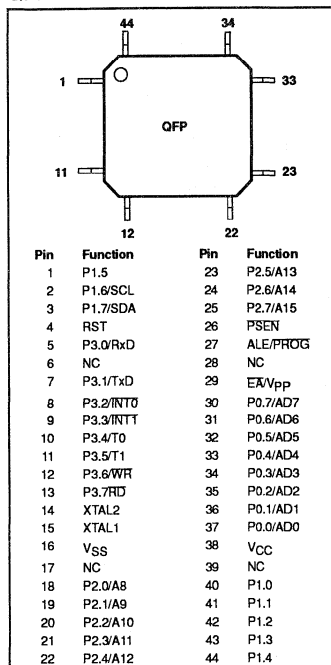 44 34
1 33
QFP
11 23
12 22
Pin Function Pin Function
1 P1.5 23 P2.5/A13
2 P1.6/SCL 24 P2.6/A14
3 P1.7/SDA 25 P2.7/A15
4 RST 26 P̅S̅E̅N̅
5 P3.0/RxD 27 ALE/P̅R̅O̅G̅
6 NC 28 NC
7 P3.1/TxD 29 E̅A̅/VPP
8 P3.2/I̅N̅T̅0̅ 30 P0.7/AD7
9 P3.3/I̅N̅T̅1̅ 31 P0.6/AD6
10 P3.4/T0 32 P0.5/AD5
11 P3.5/T1 33 P0.4/AD4
12 P3.6/W̅R̅ 34 P0.3/AD3
13 P3.7/R̅D̅ 35 P0.2/AD2
14 XTAL2 36 P0.1/AD1
15 XTAL1 37 P0.0/AD0
16 VSS 38 VCC
17 NC 39 NC
18 P2.0/A8 40 P1.0
19 P2.1/A9 41 P1.1
20 P2.2/A10 42 P1.2
21 P2.3/A11 43 P1.3
22 P2.4/A12 44 P1.4